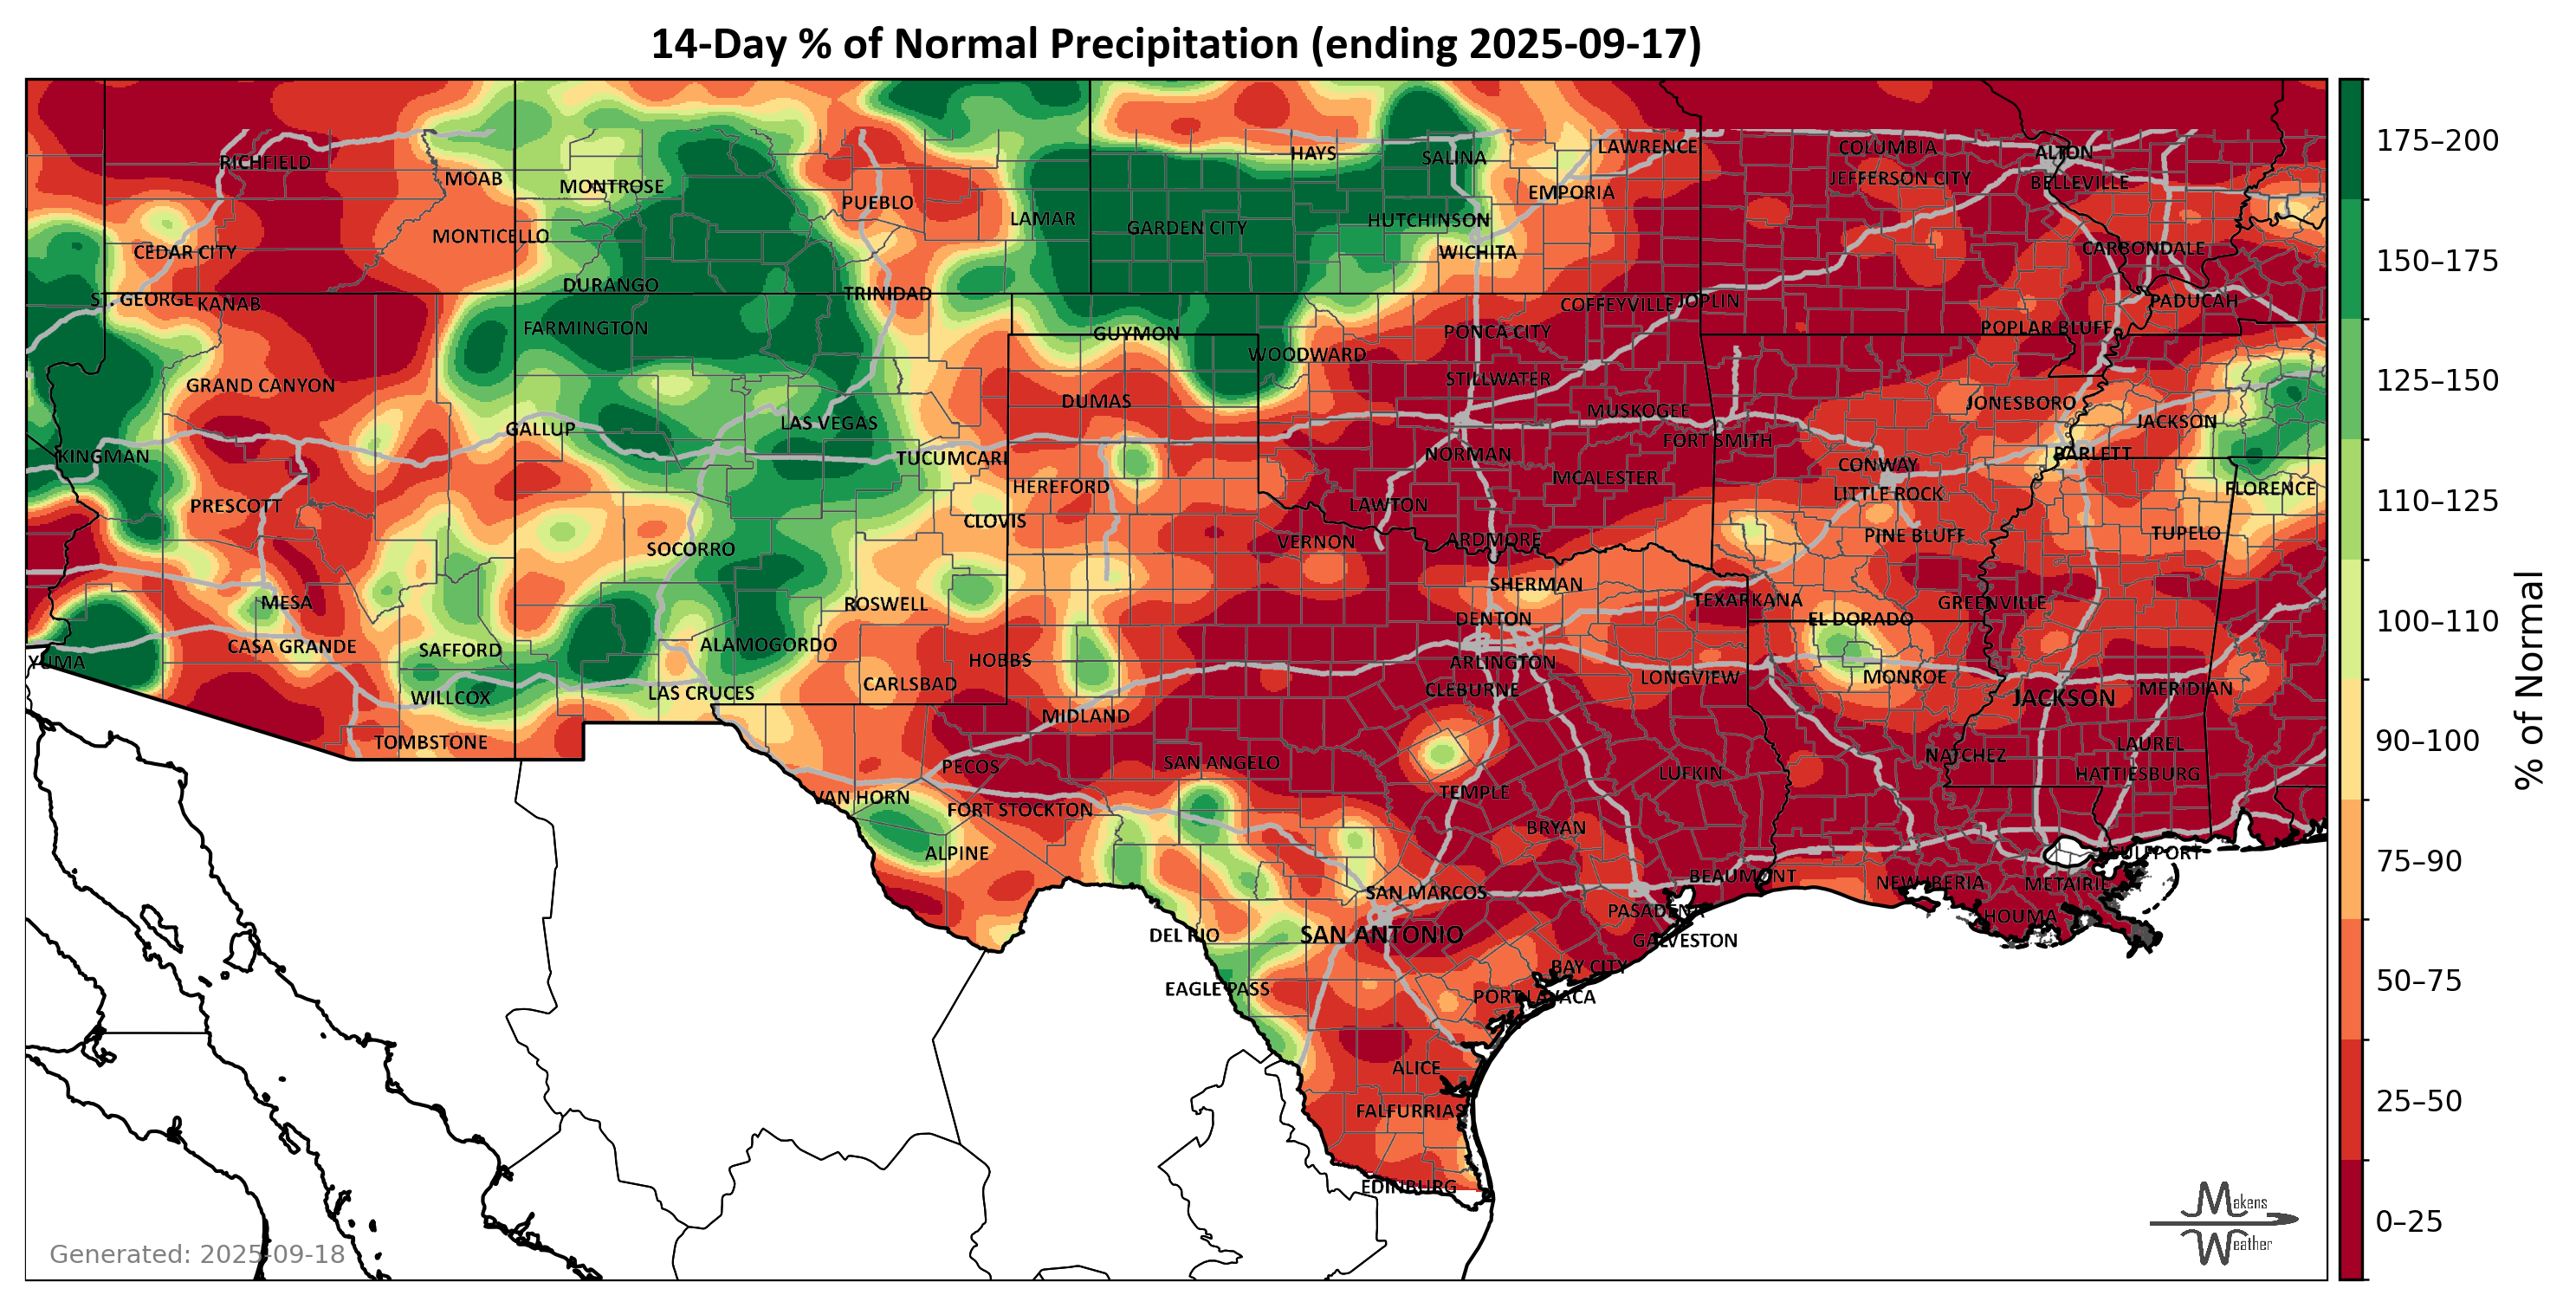 14-Day % of Normal Precipitation (ending 2025-09-17)
RICHFIELD
MOAB
MONTROSE
PUEBLO
LAMAR
HAYS
SALINA
LAWRENCE
COLUMBIA
ALTON
JEFFERSON CITY
BELLEVILLE
EMPORIA
CEDAR CITY
MONTICELLO
GARDEN CITY
HUTCHINSON
WICHITA
CARBONDALE
DURANGO
TRINIDAD
ST. GEORGE
KANAB
COFFEYVILLE
JOPLIN
PADUCAH
FARMINGTON
GUYMON
PONCA CITY
POPLAR BLUFF
WOODWARD
GRAND CANYON
STILLWATER
DUMAS
MUSKOGEE
JONESBORO
GALLUP
LAS VEGAS
JACKSON
FORT SMITH
KINGMAN
TUCUMCARI
NORMAN
BARLETT
CONWAY
HEREFORD
MCALESTER
LITTLE ROCK
FLORENCE
PRESCOTT
CLOVIS
LAWTON
PINE BLUFF
TUPELO
SOCORRO
VERNON
ARDMORE
SHERMAN
MESA
ROSWELL
TEXARKANA
GREENVILLE
DENTON
EL DORADO
CASA GRANDE
SAFFORD
ALAMOGORDO
YUMA
HOBBS
ARLINGTON
LONGVIEW
MONROE
CARLSBAD
CLEBURNE
WILLCOX
LAS CRUCES
JACKSON
MERIDIAN
MIDLAND
TOMBSTONE
LAUREL
PECOS
SAN ANGELO
NATCHEZ
LUFKIN
HATTIESBURG
VAN HORN
FORT STOCKTON
TEMPLE
BRYAN
ALPINE
GULFPORT
BEAUMONT
NEW IBERIA
METAIRIE
SAN MARCOS
PASADENA
HOUMA
DEL RIO
SAN ANTONIO
GALVESTON
BAY CITY
EAGLE PASS
PORT LAVACA
ALICE
FALFURRIAS
EDINBURG
Generated: 2025-09-18
Makens
Weather
175–200
150–175
125–150
110–125
100–110
90–100
75–90
50–75
25–50
0–25
% of Normal